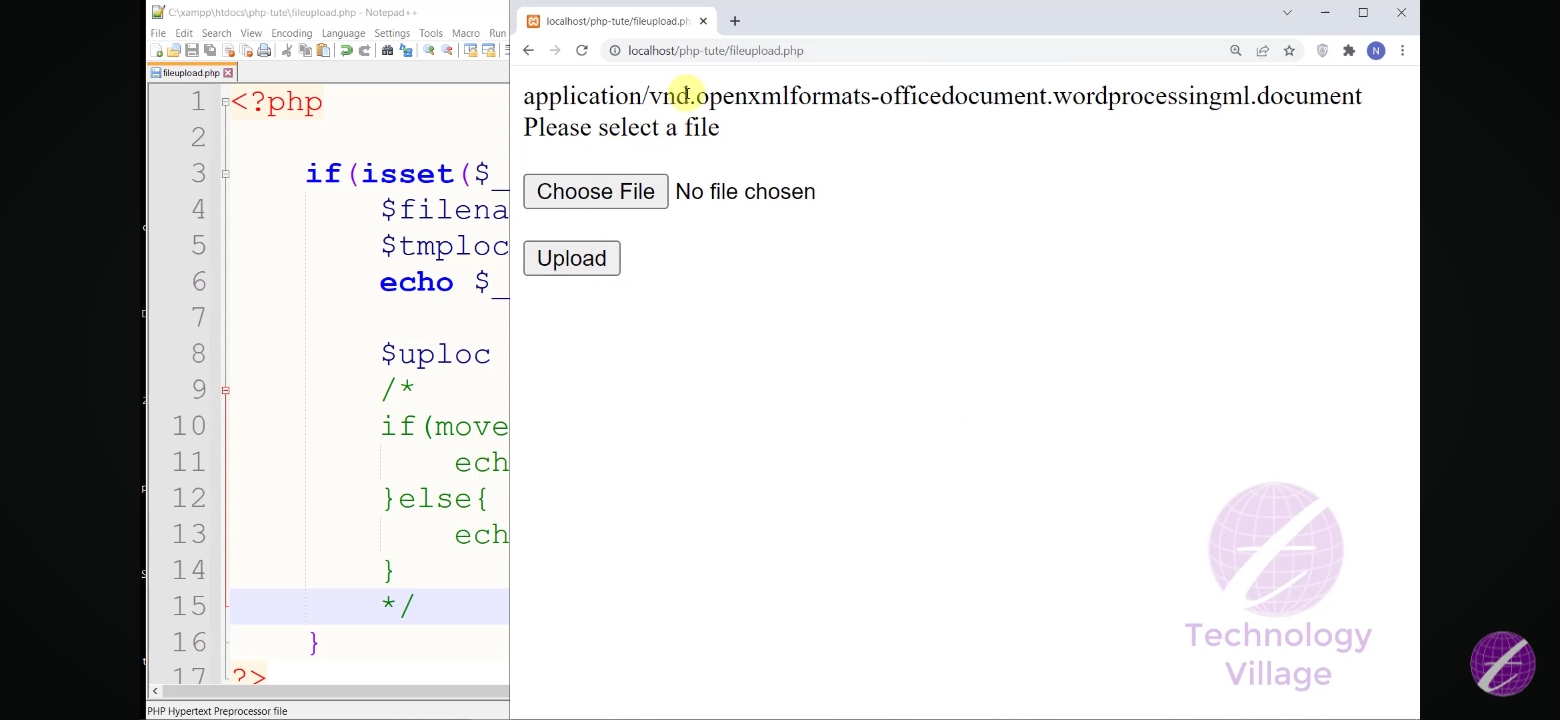 C:\xampp\htdocs\php-tute\fileupload.php - Notepad++
File Edit Search View Encoding Language Settings Tools Macro Run
fileupload.php
1 <?php
2
3 if(isset($_
4 $filena
5 $tmploc
6 echo $_
7
8 $uploc
9 /*
10 if(move
11 ech
12 }else{
13 ech
14 }
15 */
16 }
17 ?>
PHP Hypertext Preprocessor file
localhost/php-tute/fileupload.ph
localhost/php-tute/fileupload.php
N
application/vnd.openxmlformats-officedocument.wordprocessingml.document
Please select a file
Choose File No file chosen
Upload
Technology
Village